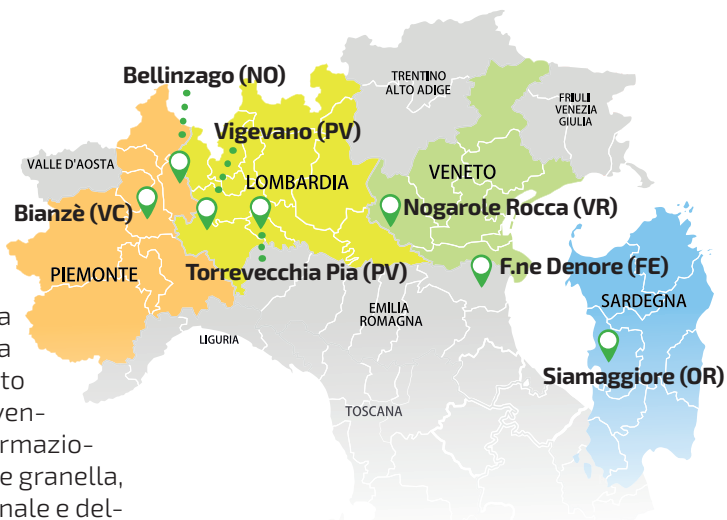 Bellinzago (NO)
TRENTINO
ALTO ADIGE
FRIULI
VENEZIA
GIULIA
Vigevano (PV)
VALLE D'AOSTA
LOMBARDIA
VENETO
Bianzè (VC)
Nogarole Rocca (VR)
PIEMONTE
Torrevecchia Pia (PV)
F.ne Denore (FE)
EMILIA
ROMAGNA
SARDEGNA
LIGURIA
Siamaggiore (OR)
TOSCANA
a
a
to
ven-
rmazio-
e granella,
nale e del-